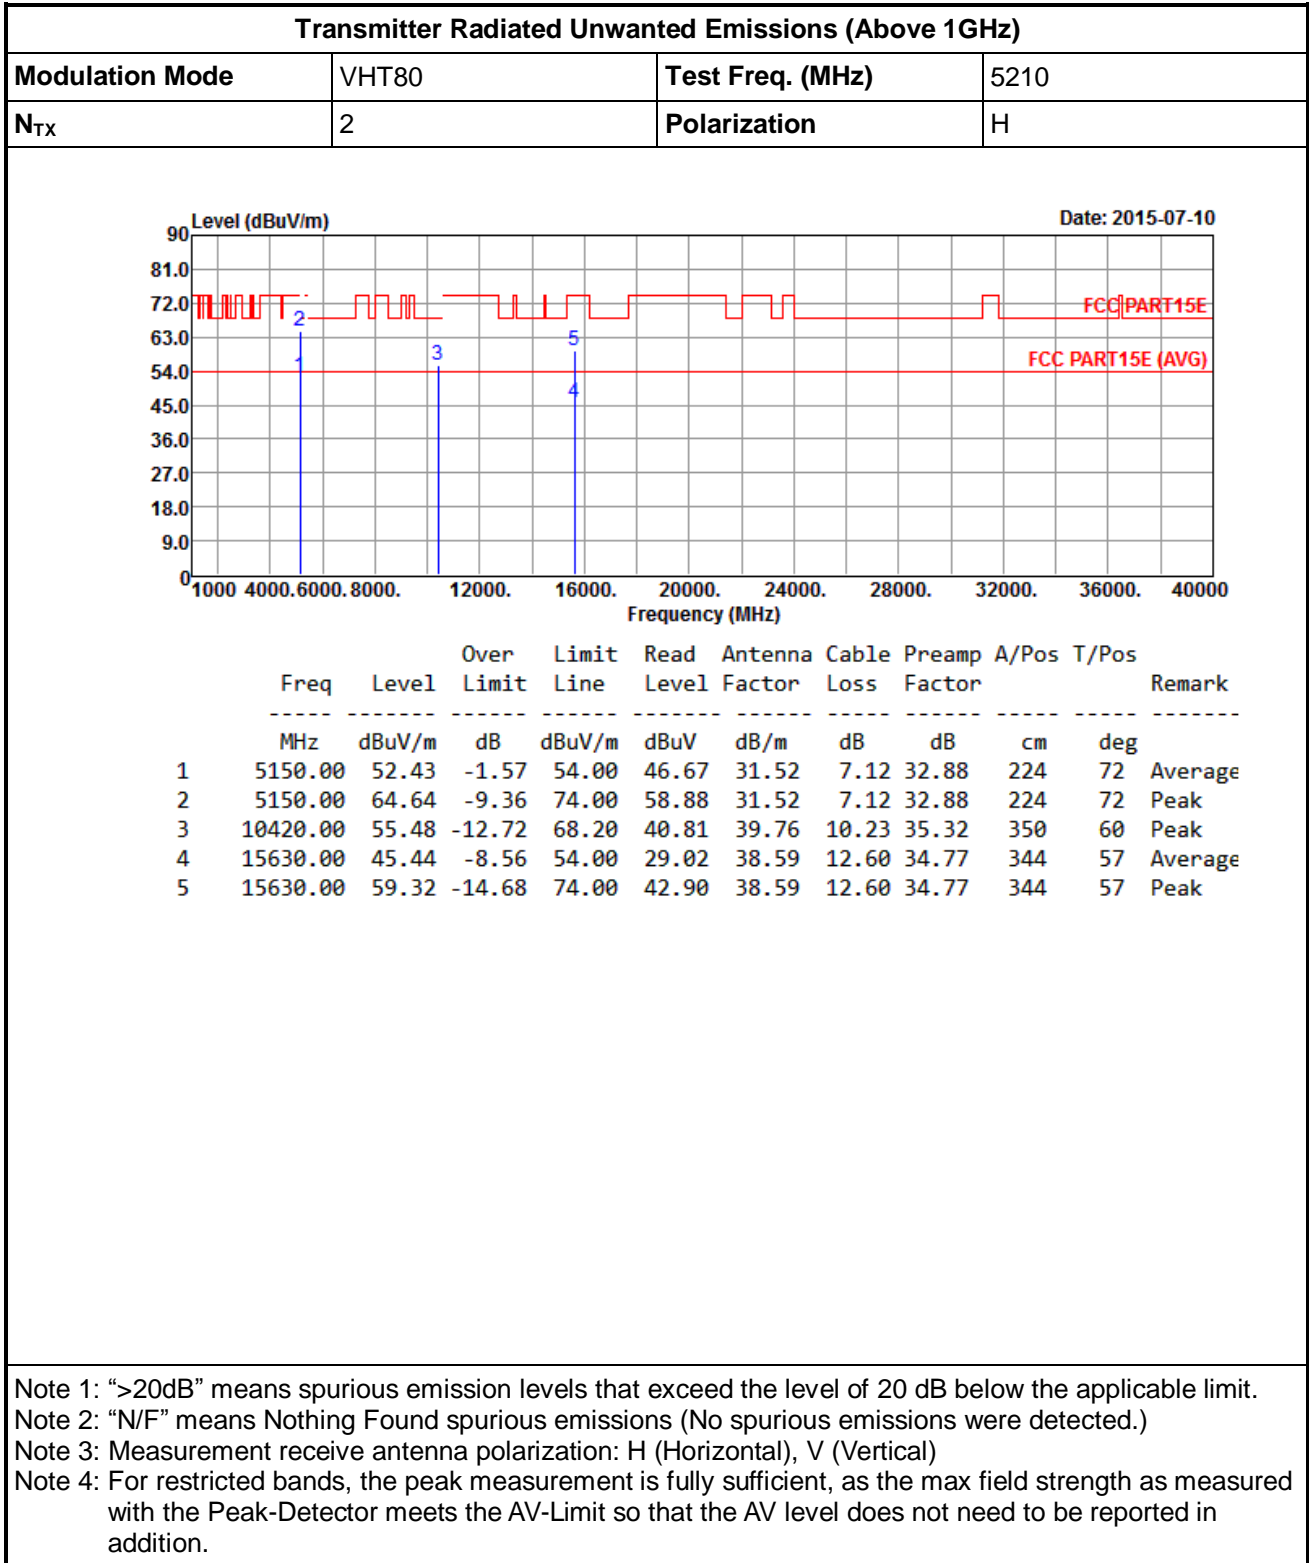 Transmitter Radiated Unwanted Emissions (Above 1GHz)
Modulation Mode VHT80 Test Freq. (MHz) 5210
NTX 2 Polarization H
Level (dBuV/m) Date: 2015-07-10
90
81.0
72.0 FCC PART15E
2
63.0 5
3
1 FCC PART15E (AVG)
54.0
4
45.0
36.0
27.0
18.0
9.0
0
1000 4000. 6000. 8000. 12000. 16000. 20000. 24000. 28000. 32000. 36000. 40000
Frequency (MHz)
Over Limit Read Antenna Cable Preamp A/Pos T/Pos
Freq Level Limit Line Level Factor Loss Factor Remark
----- ------- ------ ------ ------- ------ ----- ------ ----- ----- -------
MHz dBuV/m dB dBuV/m dBuV dB/m dB dB cm deg
1 5150.00 52.43 -1.57 54.00 46.67 31.52 7.12 32.88 224 72 Average
2 5150.00 64.64 -9.36 74.00 58.88 31.52 7.12 32.88 224 72 Peak
3 10420.00 55.48 -12.72 68.20 40.81 39.76 10.23 35.32 350 60 Peak
4 15630.00 45.44 -8.56 54.00 29.02 38.59 12.60 34.77 344 57 Average
5 15630.00 59.32 -14.68 74.00 42.90 38.59 12.60 34.77 344 57 Peak
Note 1: “>20dB” means spurious emission levels that exceed the level of 20 dB below the applicable limit.
Note 2: “N/F” means Nothing Found spurious emissions (No spurious emissions were detected.)
Note 3: Measurement receive antenna polarization: H (Horizontal), V (Vertical)
Note 4: For restricted bands, the peak measurement is fully sufficient, as the max field strength as measured
with the Peak-Detector meets the AV-Limit so that the AV level does not need to be reported in
addition.